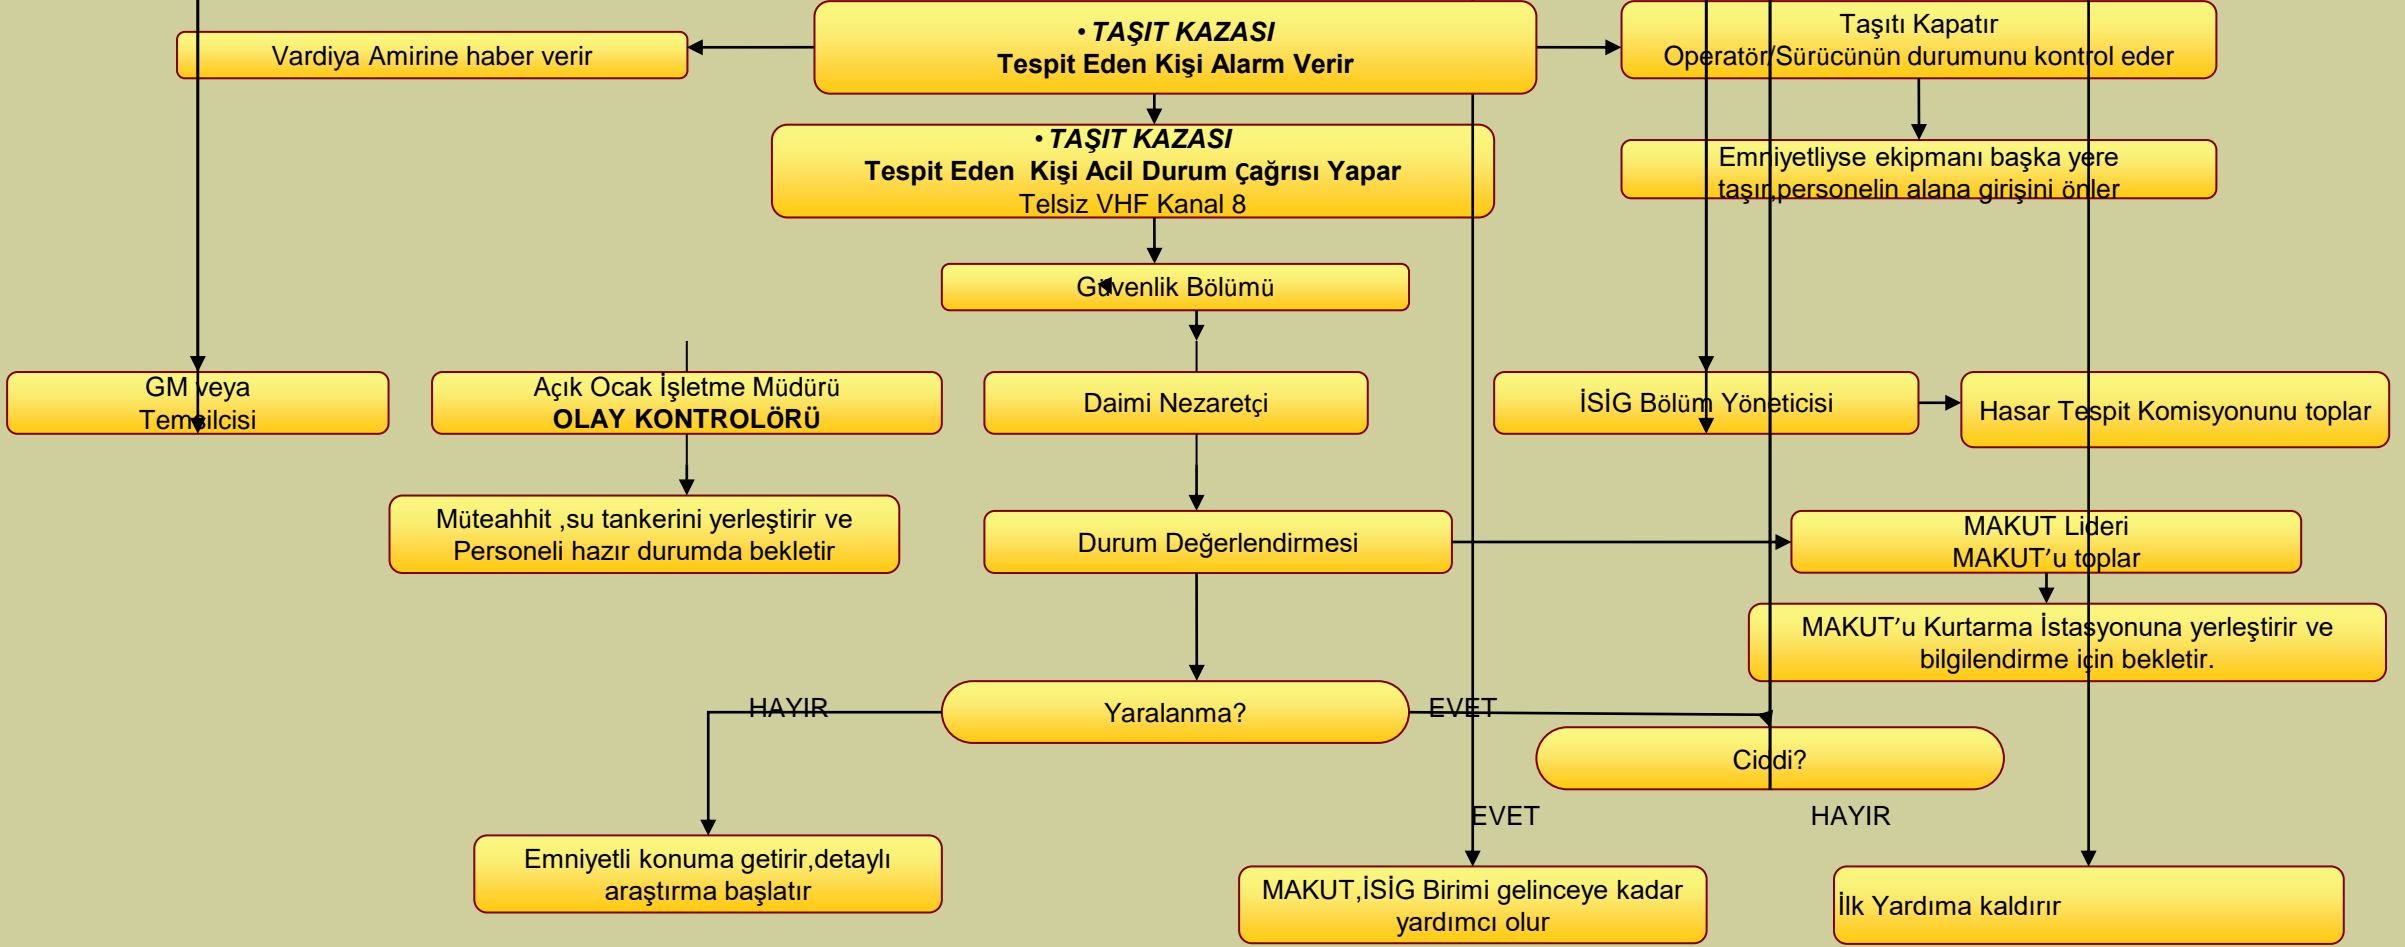 • TAŞIT KAZASI
Tespit Eden Kişi Alarm Verir
Vardiya Amirine haber verir
Taşıtı Kapatır
Operatör/Sürücünün durumunu kontrol eder
• TAŞIT KAZASI
Tespit Eden Kişi Acil Durum Çağrısı Yapar
Telsiz VHF Kanal 8
Emniyetliyse ekipmanı başka yere
taşır,personelin alana girişini önler
Güvenlik Bölümü
GM veya
Temsilcisi
Açık Ocak İşletme Müdürü
OLAY KONTROLÖRÜ
Daimi Nezaretçi
İSİG Bölüm Yöneticisi
Hasar Tespit Komisyonunu toplar
Müteahhit ,su tankerini yerleştirir ve
Personeli hazır durumda bekletir
Durum Değerlendirmesi
MAKUT Lideri
MAKUT’u toplar
MAKUT’u Kurtarma İstasyonuna yerleştirir ve
bilgilendirme için bekletir.
HAYIR
Yaralanma?
EVET
Ciddi?
EVET
HAYIR
Emniyetli konuma getirir,detaylı
araştırma başlatır
MAKUT,İSİG Birimi gelinceye kadar
yardımcı olur
İlk Yardıma kaldırır